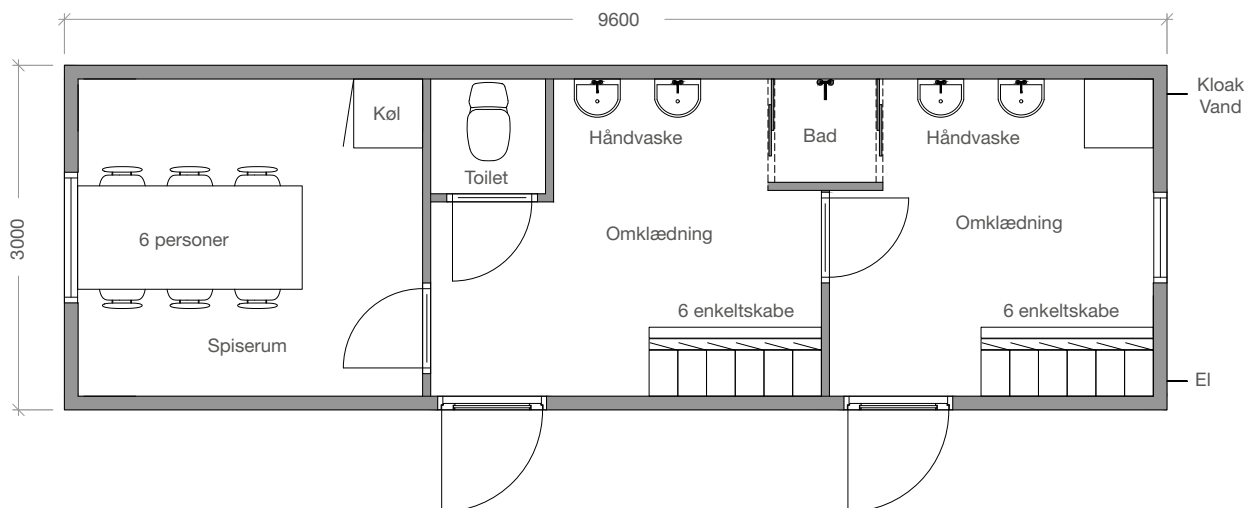 9600
3000
Køl
Toilet
Håndvaske
Bad
Håndvaske
Kloak
Vand
6 personer
Omklædning
Omklædning
Spiserum
6 enkeltskabe
6 enkeltskabe
El